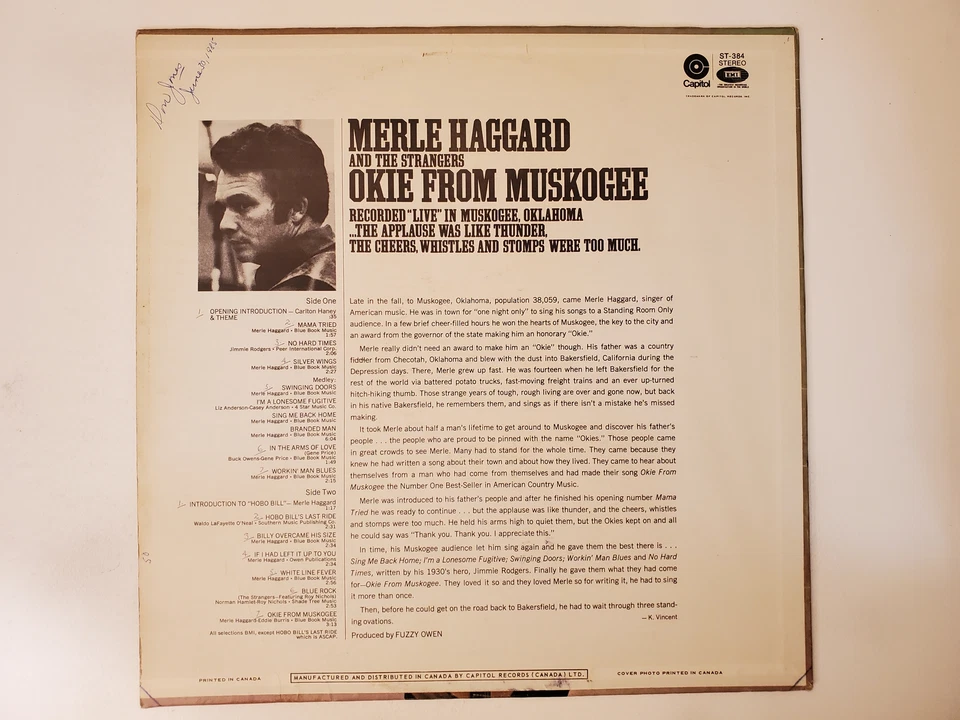 Don Jones
June 30, 1985
ST-384
STEREO
Capitol
EMI
MERLE HAGGARD
AND THE STRANGERS
OKIE FROM MUSKOGEE
RECORDED "LIVE" IN MUSKOGEE, OKLAHOMA
...THE APPLAUSE WAS LIKE THUNDER,
THE CHEERS, WHISTLES AND STOMPS WERE TOO MUCH.
Side One
OPENING INTRODUCTION — Carlton Haney
& THEME :35
MAMA TRIED
Merle Haggard • Blue Book Music
1:57
NO HARD TIMES
Jimmie Rodgers • Peer International Corp.
2:06
SILVER WINGS
Merle Haggard • Blue Book Music
2:27
Medley:
SWINGING DOORS
Merle Haggard • Blue Book Music
I'M A LONESOME FUGITIVE
Liz Anderson-Casey Anderson • 4 Star Music Co.
SING ME BACK HOME
Merle Haggard • Blue Book Music
BRANDED MAN
Merle Haggard • Blue Book Music
6:04
IN THE ARMS OF LOVE
(Gene Price)
Buck Owens-Gene Price • Blue Book Music
1:49
WORKIN' MAN BLUES
Merle Haggard • Blue Book Music
2:15
Side Two
INTRODUCTION TO "HOBO BILL" — Merle Haggard
1:17
HOBO BILL'S LAST RIDE
Waldo LaFayette O'Neal • Southern Music Publishing Co.
2:31
BILLY OVERCAME HIS SIZE
Merle Haggard • Blue Book Music
2:34
IF I HAD LEFT IT UP TO YOU
Merle Haggard • Owen Publications
2:34
WHITE LINE FEVER
Merle Haggard • Blue Book Music
2:56
BLUE ROCK
(The Strangers—Featuring Roy Nichols)
Norman Hamlet-Roy Nichols • Shade Tree Music
2:53
OKIE FROM MUSKOGEE
Merle Haggard-Eddie Burris • Blue Book Music
3:13
All selections BMI, except HOBO BILL'S LAST RIDE
which is ASCAP.
Late in the fall, to Muskogee, Oklahoma, population 38,059, came Merle Haggard, singer of
American music. He was in town for "one night only" to sing his songs to a Standing Room Only
audience. In a few brief cheer-filled hours he won the hearts of Muskogee, the key to the city and
an award from the governor of the state making him an honorary "Okie."
Merle really didn't need an award to make him an "Okie" though. His father was a country
fiddler from Checotah, Oklahoma and blew with the dust into Bakersfield, California during the
Depression days. There, Merle grew up fast. He was fourteen when he left Bakersfield for the
rest of the world via battered potato trucks, fast-moving freight trains and an ever up-turned
hitch-hiking thumb. Those strange years of tough, rough living are over and gone now, but back
in his native Bakersfield, he remembers them, and sings as if there isn't a mistake he's missed
making.
It took Merle about half a man's lifetime to get around to Muskogee and discover his father's
people . . . the people who are proud to be pinned with the name "Okies." Those people came
in great crowds to see Merle. Many had to stand for the whole time. They came because they
knew he had written a song about their town and about how they lived. They came to hear about
themselves from a man who had come from themselves and had made their song Okie From
Muskogee the Number One Best-Seller in American Country Music.
Merle was introduced to his father's people and after he finished his opening number Mama
Tried he was ready to continue . . . but the applause was like thunder, and the cheers, whistles
and stomps were too much. He held his arms high to quiet them, but the Okies kept on and all
he could say was "Thank you. Thank you. I appreciate this."
In time, his Muskogee audience let him sing again and he gave them the best there is . . .
Sing Me Back Home; I'm a Lonesome Fugitive; Swinging Doors; Workin' Man Blues and No Hard
Times, written by his 1930's hero, Jimmie Rodgers. Finally he gave them what they had come
for—Okie From Muskogee. They loved it so and they loved Merle so for writing it, he had to sing
it more than once.
Then, before he could get on the road back to Bakersfield, he had to wait through three stand-
ing ovations.
— K. Vincent
Produced by FUZZY OWEN
PRINTED IN CANADA
MANUFACTURED AND DISTRIBUTED IN CANADA BY CAPITOL RECORDS (CANADA) LTD.
COVER PHOTO PRINTED IN CANADA